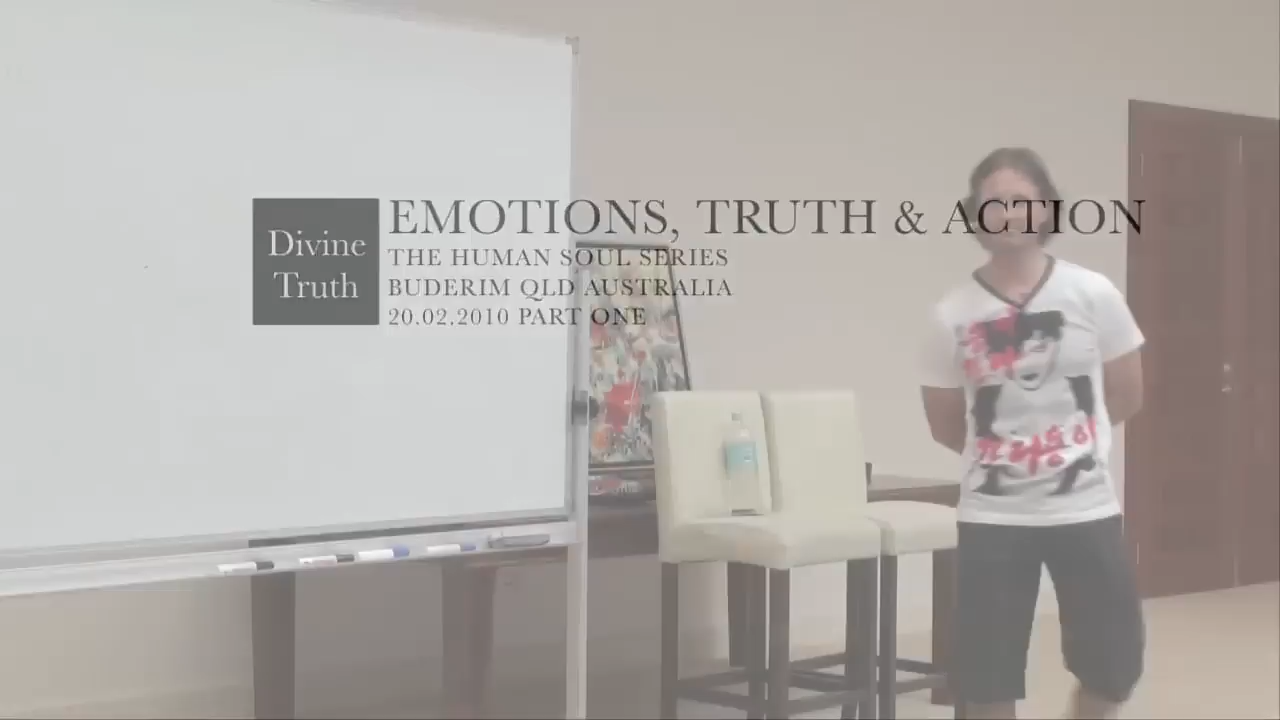 Divine
Truth
EMOTIONS, TRUTH & ACTION
THE HUMAN SOUL SERIES
BUDERIM QLD AUSTRALIA
20.02.2010 PART ONE